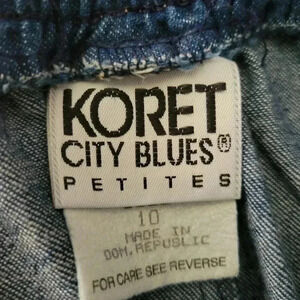 KORET
CITY BLUES®
PETITES
10
MADE IN
DOM. REPUBLIC
FOR CARE SEE REVERSE